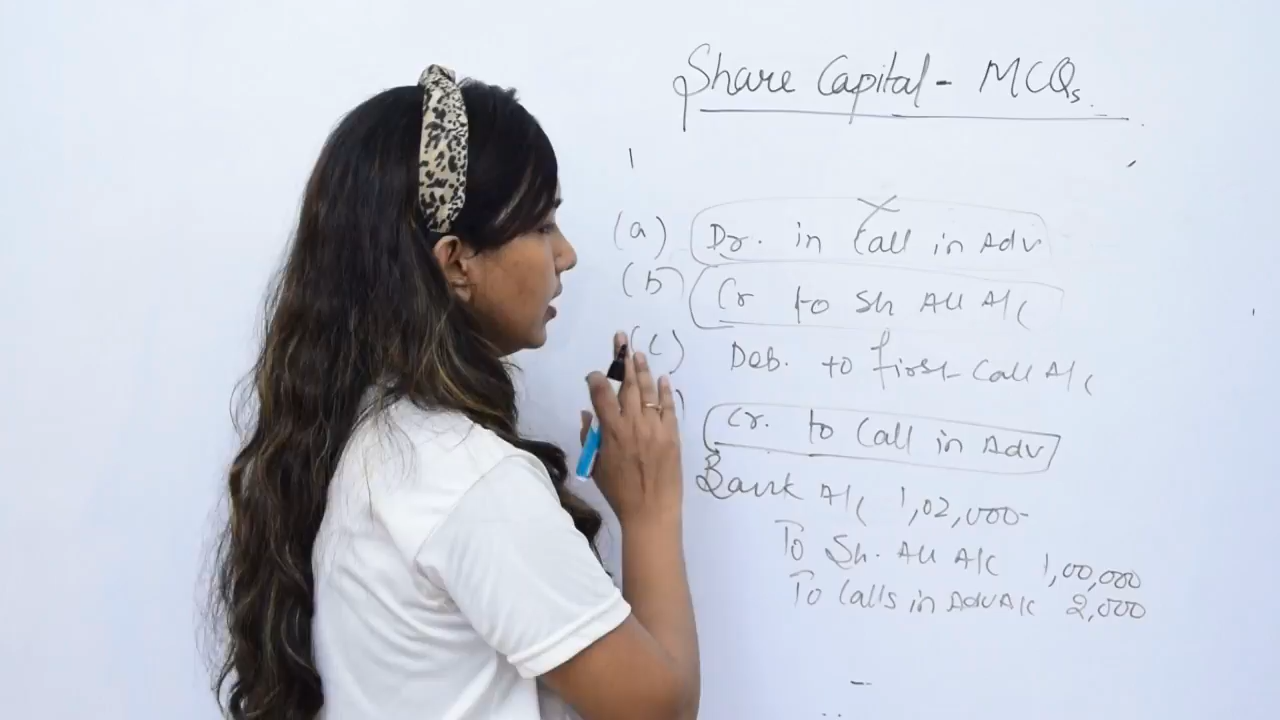 Share Capital - MCQs.
1
(a) Dr. in Call in Adv
(b) Cr to Sh All A/c
(c) Deb. to first Call A/c
Cr. to Call in Adv
Bank A/c 1,02,000
To Sh. All A/c 1,00,000
To Calls in Adv A/c 2,000